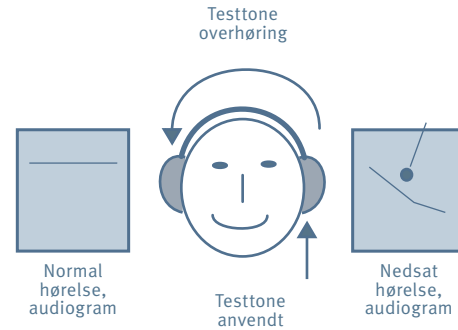 Testtone
overhøring
Normal
hørelse,
audiogram
Testtone
anvendt
Nedsat
hørelse,
audiogram